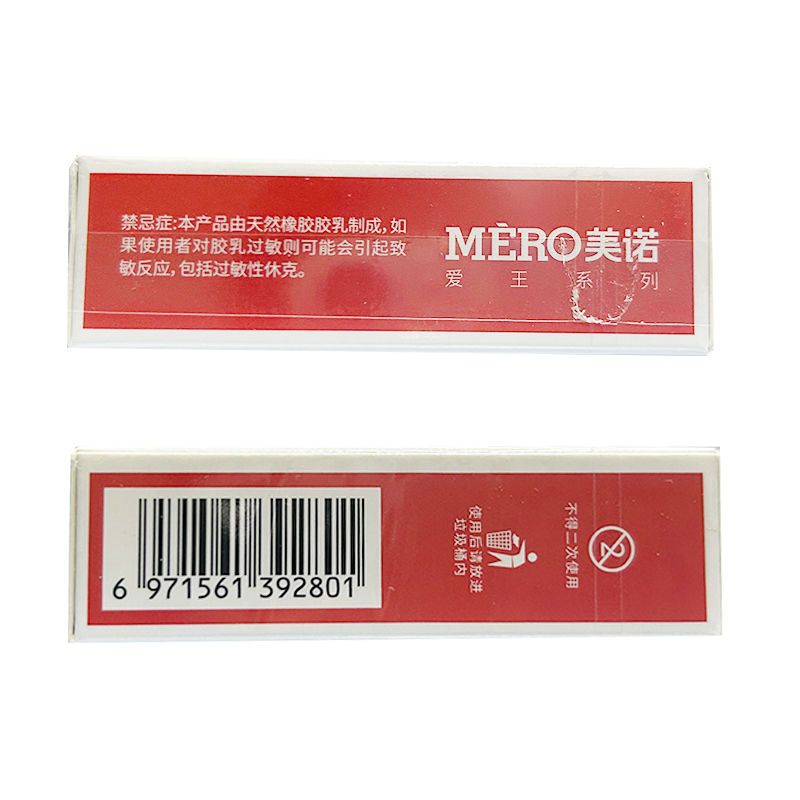 禁忌症:本产品由天然橡胶胶乳制成,如
果使用者对胶乳过敏则可能会引起致
敏反应,包括过敏性休克。
MÈRO美诺
爱王系列
6 971561 392801
使用后请放进
垃圾桶内
2
不得二次使用